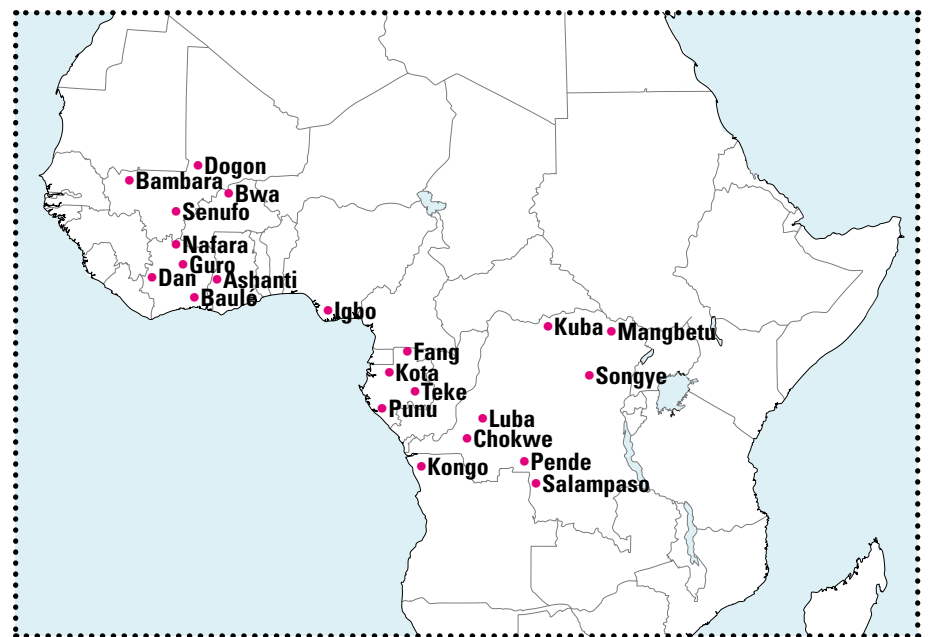 Dogon
Bambara
Bwa
Senufo
Nafara
Guro
Dan
Ashanti
Baulé
Igbo
Kuba
Mangbetu
Fang
Kota
Songye
Teke
Punu
Luba
Chokwe
Kongo
Pende
Salampaso